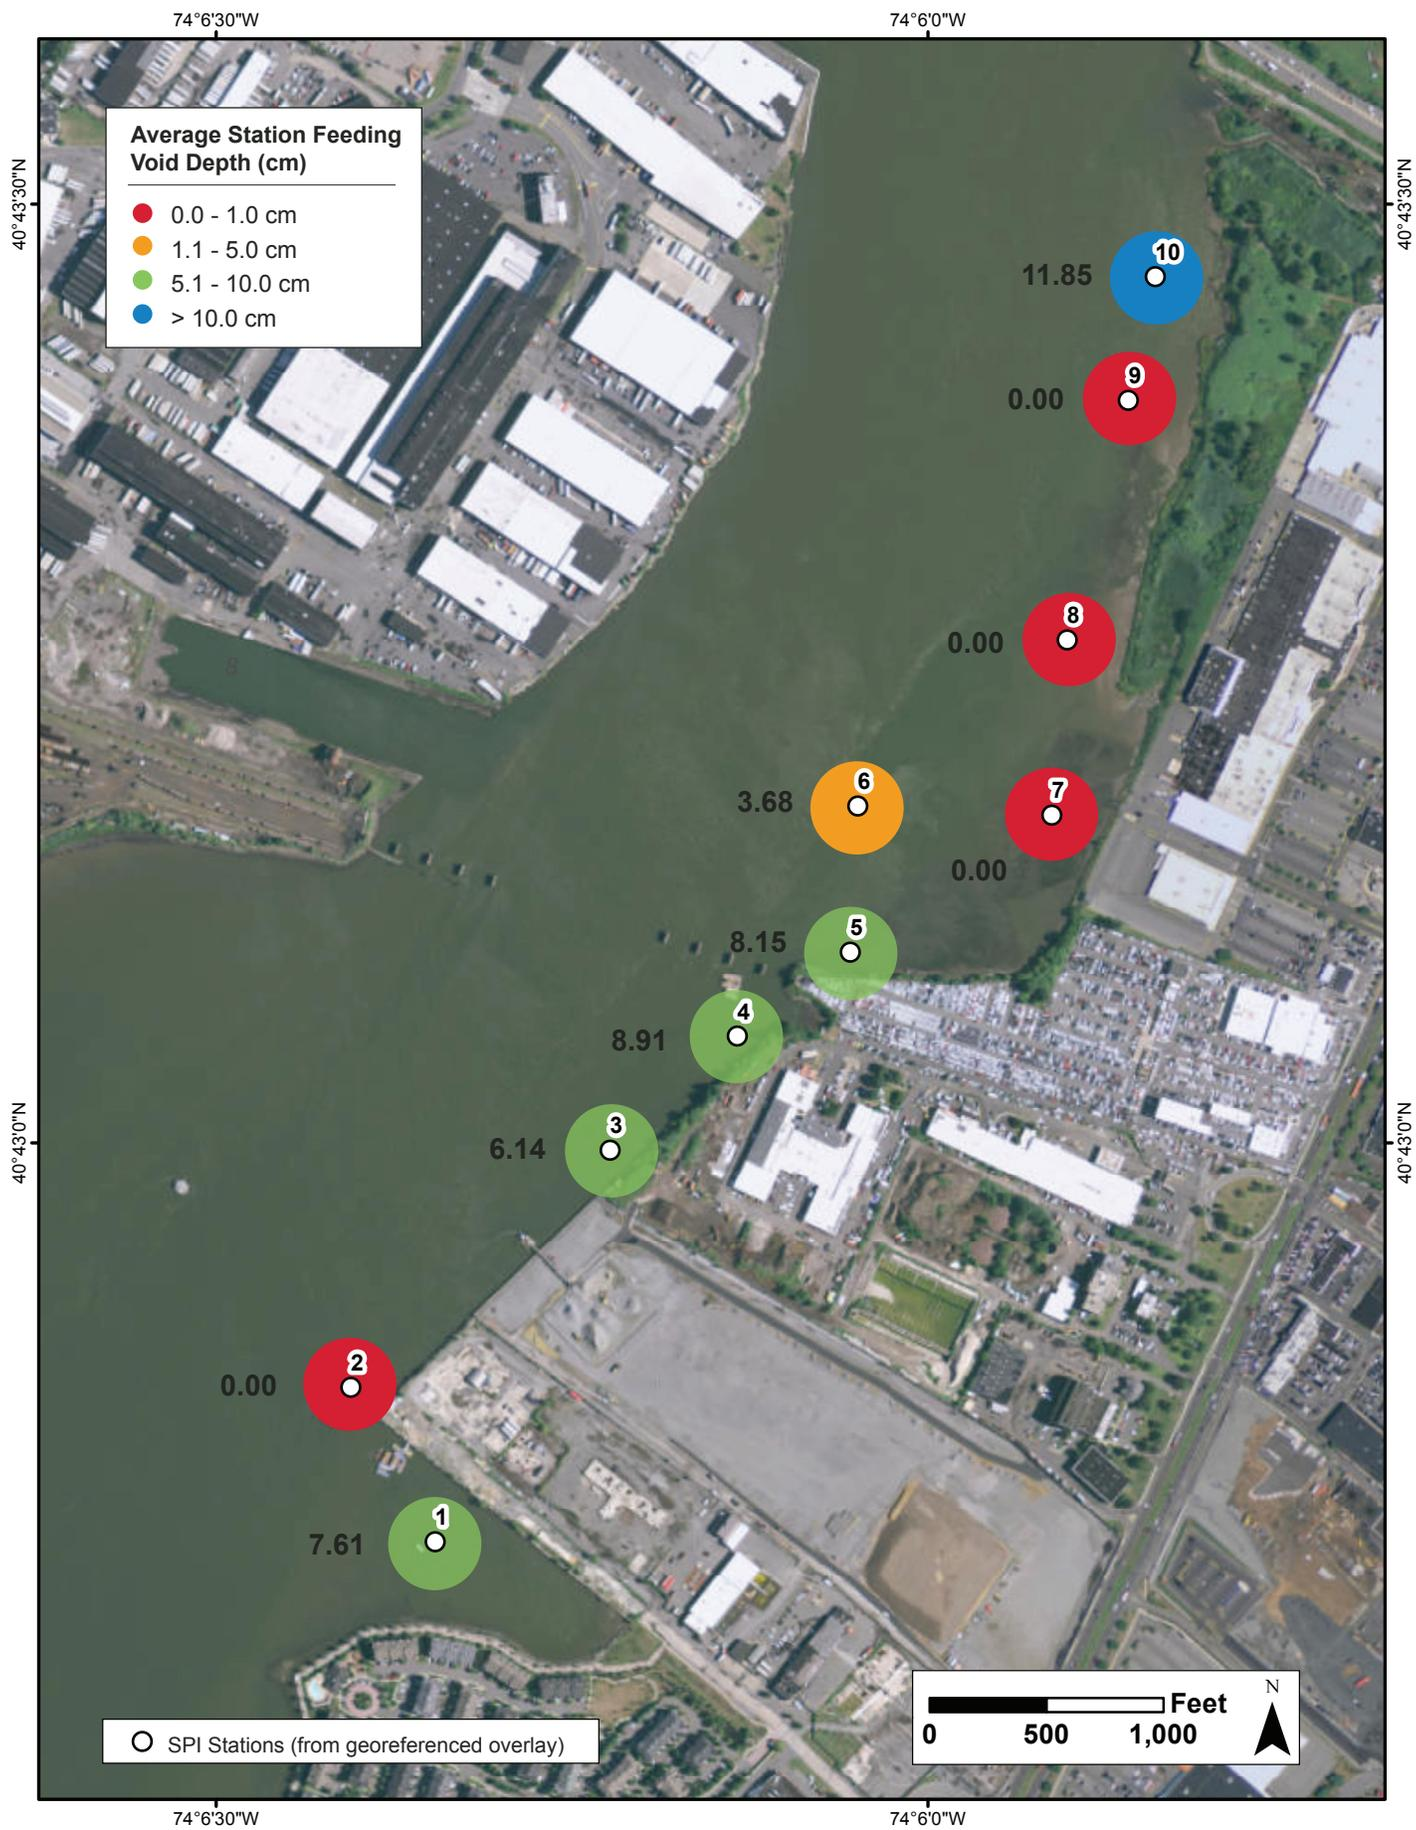 74°6'30"W
74°6'0"W
40°43'30"N
40°43'30"N
Average Station Feeding
Void Depth (cm)
0.0 - 1.0 cm
1.1 - 5.0 cm
5.1 - 10.0 cm
> 10.0 cm
10
11.85
9
0.00
8
0.00
6
3.68
7
0.00
5
8.15
4
8.91
3
6.14
40°43'0"N
40°43'0"N
2
0.00
1
7.61
SPI Stations (from georeferenced overlay)
N
Feet
0 500 1,000
74°6'30"W
74°6'0"W